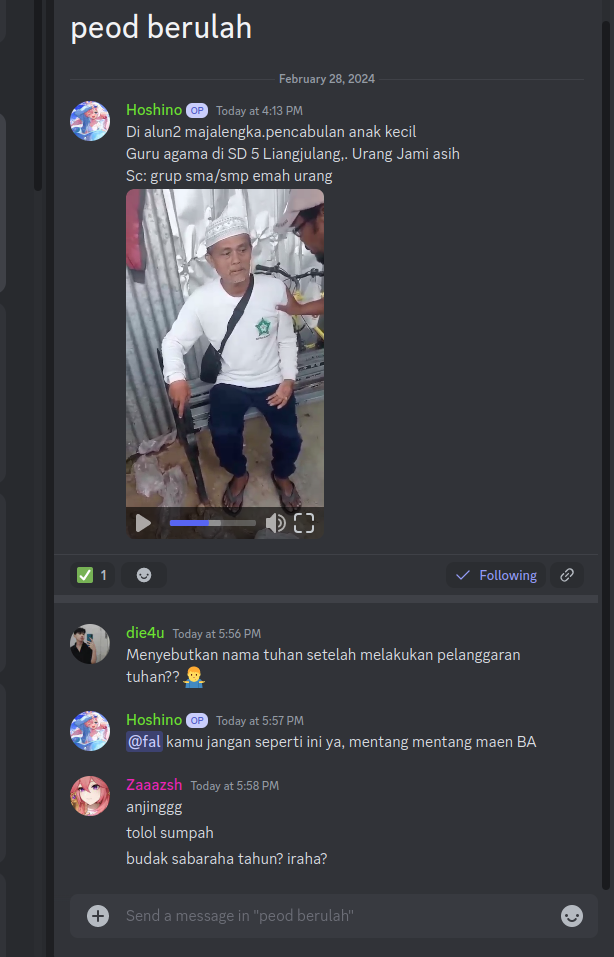 peod berulah
February 28, 2024
Hoshino OP Today at 4:13 PM
Di alun2 majalengka.pencabulan anak kecil
Guru agama di SD 5 Liangjulang,. Urang Jami asih
Sc: grup sma/smp emah urang
✅ 1
Following
die4u Today at 5:56 PM
Menyebutkan nama tuhan setelah melakukan pelanggaran
tuhan?? 🤷‍♂️
Hoshino OP Today at 5:57 PM
@fal kamu jangan seperti ini ya, mentang mentang maen BA
Zaaazsh Today at 5:58 PM
anjinggg
tolol sumpah
budak sabaraha tahun? iraha?
Send a message in "peod berulah"